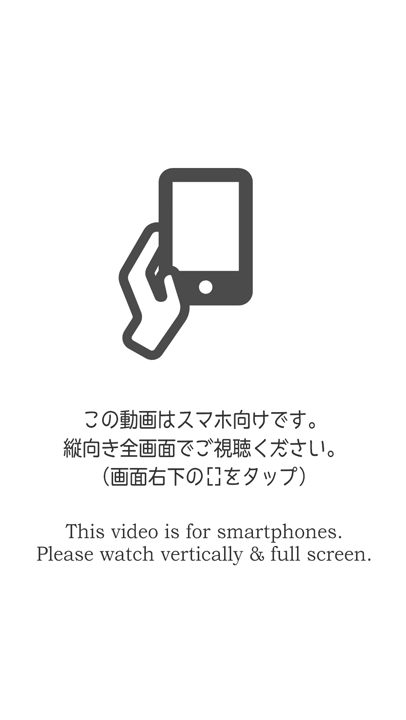 この動画はスマホ向けです。
縦向き全画面でご視聴ください。
（画面右下の[]をタップ）
This video is for smartphones.
Please watch vertically & full screen.